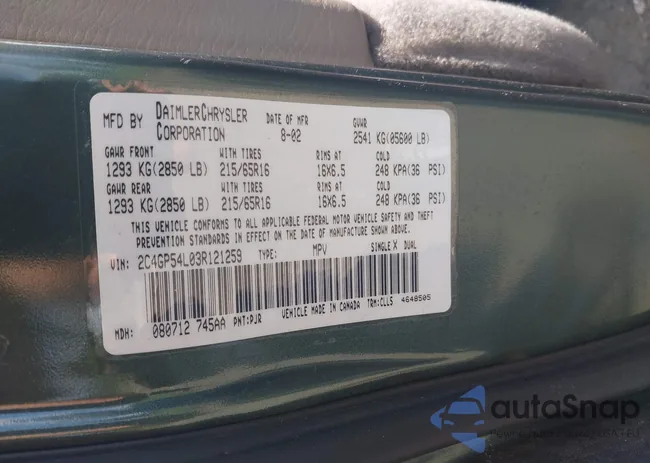 MFD BY DAIMLERCHRYSLER CORPORATION DATE OF MFR 8-02 GVWR 2541 KG(05600 LB)
GAWR FRONT WITH TIRES RIMS AT COLD
1293 KG(2850 LB) 215/65R16 16X6.5 248 KPA(36 PSI)
GAWR REAR WITH TIRES RIMS AT COLD
1293 KG(2850 LB) 215/65R16 16X6.5 248 KPA(36 PSI)
THIS VEHICLE CONFORMS TO ALL APPLICABLE FEDERAL MOTOR VEHICLE SAFETY AND THEFT
PREVENTION STANDARDS IN EFFECT ON THE DATE OF MANUFACTURE SHOWN ABOVE.
VIN: 2C4GP54L03R121259 TYPE: MPV SINGLE X DUAL
MDH: 080712 745AA PNT:PJR VEHICLE MADE IN CANADA TRM:CLL5 4648505
autaSnap